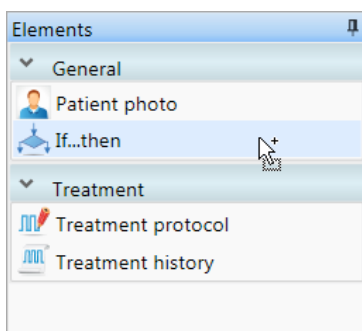 Elements
General
Patient photo
If...then
Treatment
Treatment protocol
Treatment history